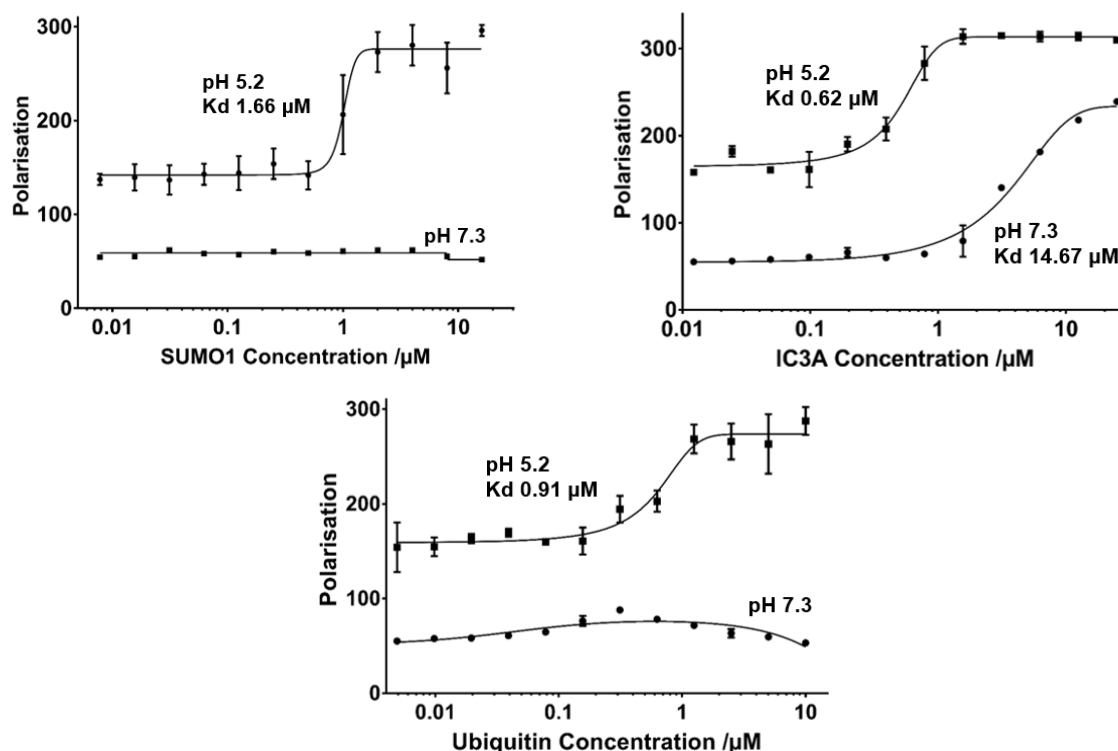 300
200
100
0
Polarisation
pH 5.2
Kd 1.66 µM
pH 7.3
0.01 0.1 1 10
SUMO1 Concentration /µM
300
200
100
0
Polarisation
pH 5.2
Kd 0.62 µM
pH 7.3
Kd 14.67 µM
0.01 0.1 1 10
IC3A Concentration /µM
300
200
100
0
Polarisation
pH 5.2
Kd 0.91 µM
pH 7.3
0.01 0.1 1 10
Ubiquitin Concentration /µM